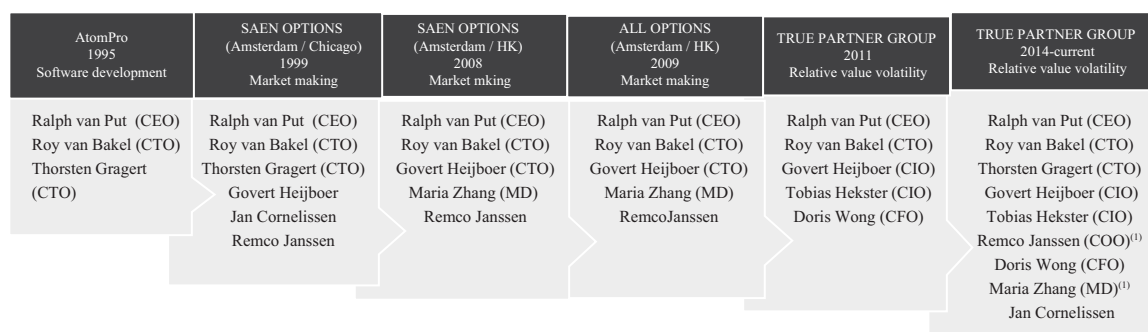 AtomPro
1995
Software development
Ralph van Put (CEO)
Roy van Bakel (CTO)
Thorsten Gragert
(CTO)
SAEN OPTIONS
(Amsterdam / Chicago)
1999
Market making
Ralph van Put (CEO)
Roy van Bakel (CTO)
Thorsten Gragert (CTO)
Govert Heijboer
Jan Cornelissen
Remco Janssen
SAEN OPTIONS
(Amsterdam / HK)
2008
Market mking
Ralph van Put (CEO)
Roy van Bakel (CTO)
Govert Heijboer (CTO)
Maria Zhang (MD)
Remco Janssen
ALL OPTIONS
(Amsterdam / HK)
2009
Market making
Ralph van Put (CEO)
Roy van Bakel (CTO)
Govert Heijboer (CTO)
Maria Zhang (MD)
RemcoJanssen
TRUE PARTNER GROUP
2011
Relative value volatility
Ralph van Put (CEO)
Roy van Bakel (CTO)
Govert Heijboer (CIO)
Tobias Hekster (CIO)
Doris Wong (CFO)
TRUE PARTNER GROUP
2014-current
Relative value volatility
Ralph van Put (CEO)
Roy van Bakel (CTO)
Thorsten Gragert (CTO)
Govert Heijboer (CIO)
Tobias Hekster (CIO)
Remco Janssen (COO)(1)
Doris Wong (CFO)
Maria Zhang (MD)(1)
Jan Cornelissen